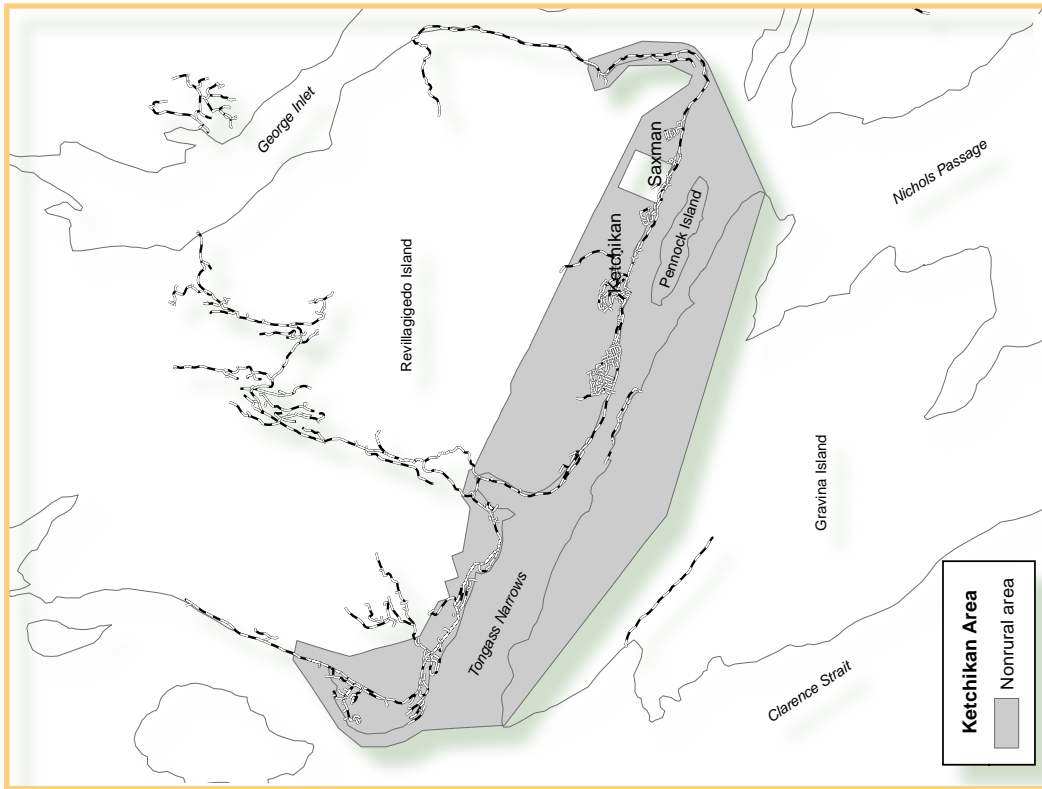 George Inlet
Revillagigedo Island
Ketchikan
Saxman
Pennock Island
Nichols Passage
Tongass Narrows
Gravina Island
Clarence Strait
Ketchikan Area
Nonrural area